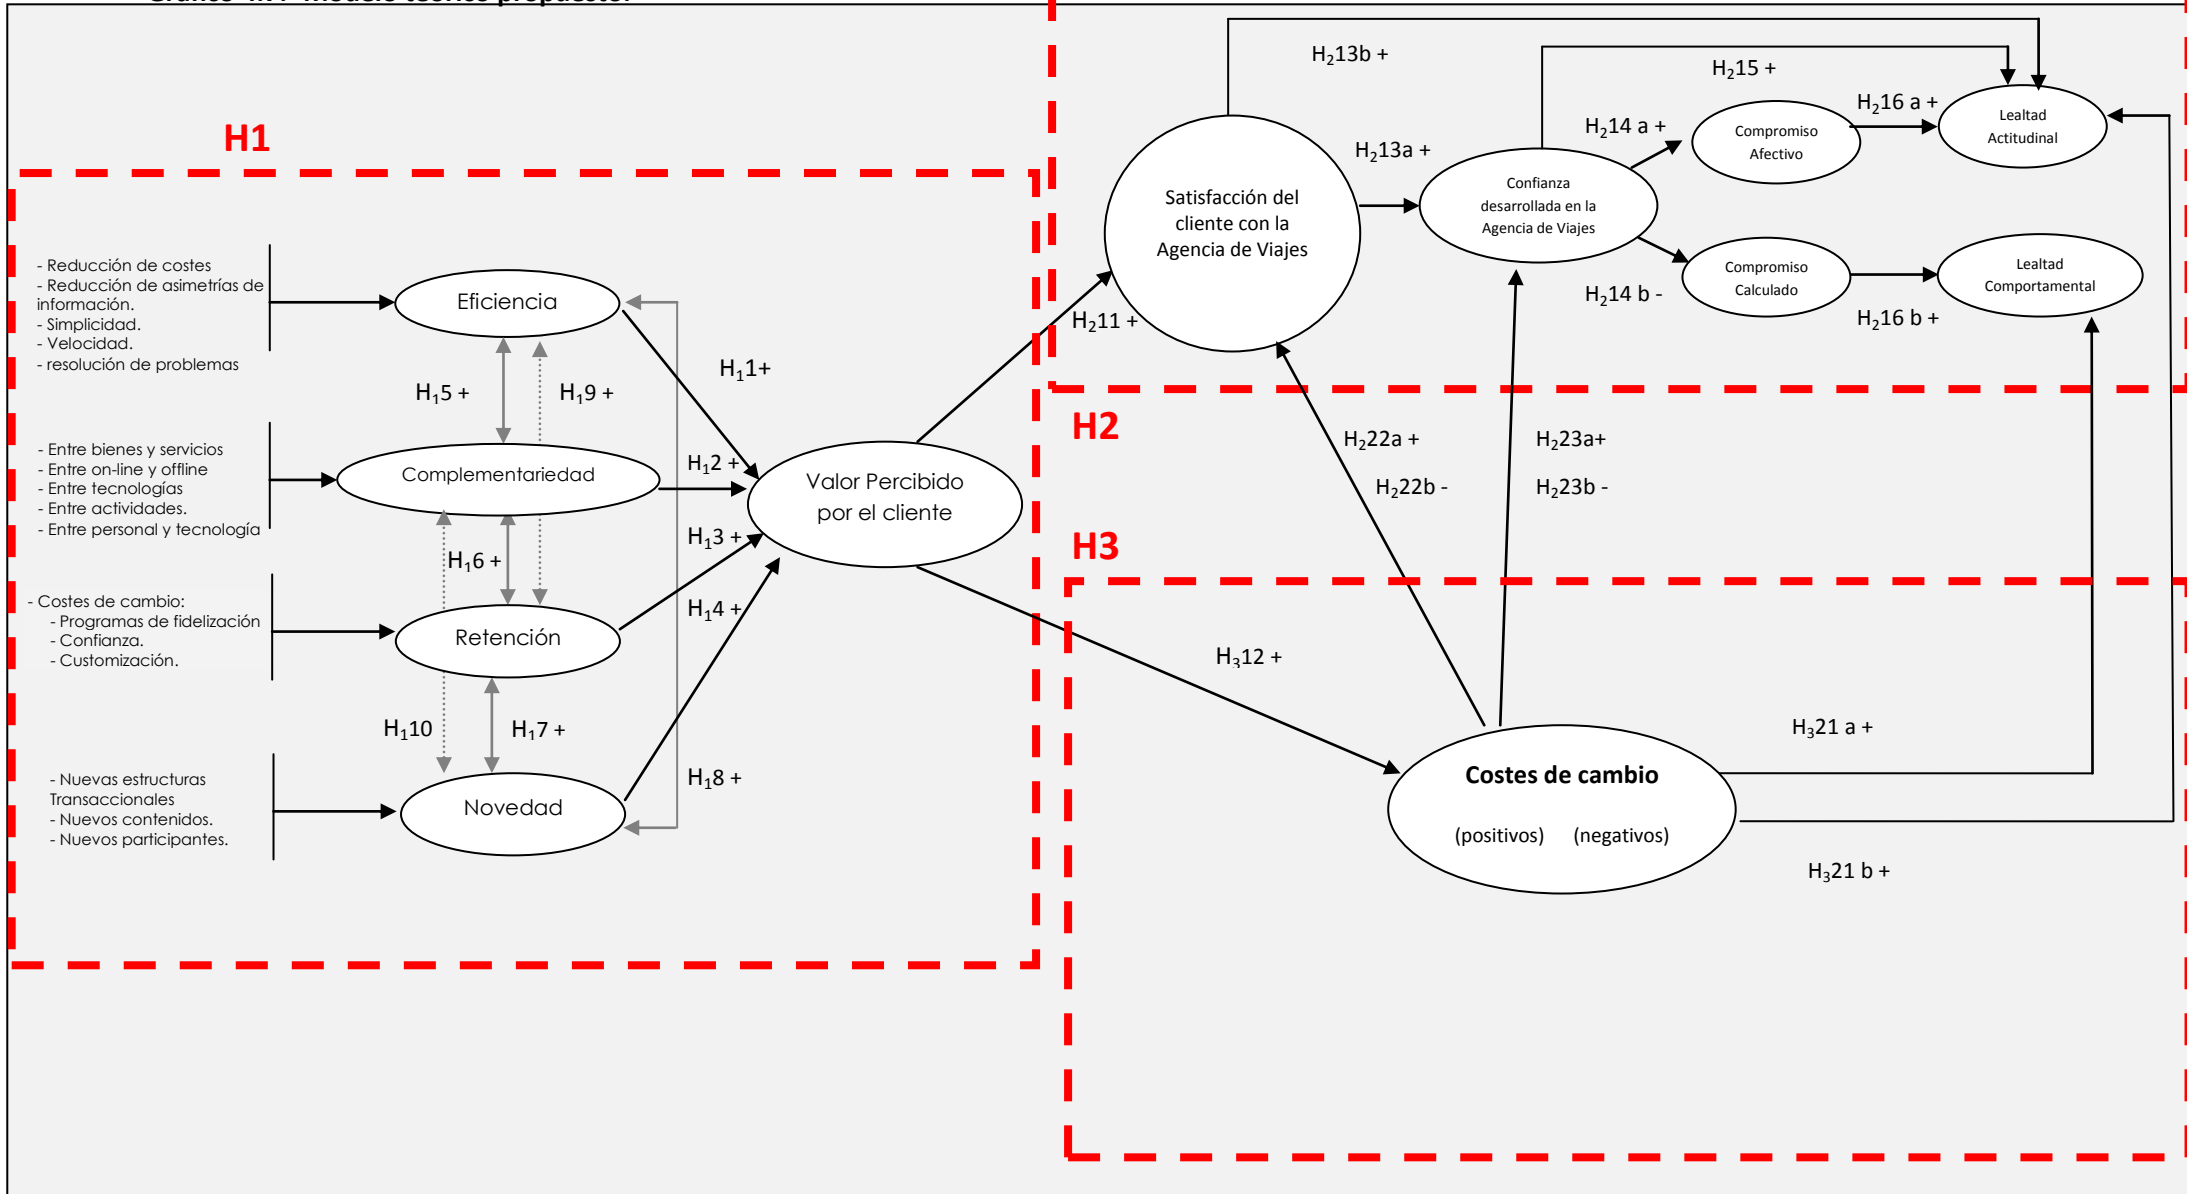 H1
- Reducción de costes
- Reducción de asimetrías de
información.
- Simplicidad.
- Velocidad.
- resolución de problemas
Eficiencia
H₁1+
H₁5 +
H₁9 +
- Entre bienes y servicios
- Entre on-line y offline
- Entre tecnologías
- Entre actividades.
- Entre personal y tecnología
Complementariedad
H₁2 +
Valor Percibido
por el cliente
H₁3 +
H₁6 +
- Costes de cambio:
- Programas de fidelización
- Confianza.
- Customización.
Retención
H₁4 +
H₁10
H₁7 +
H₁8 +
- Nuevas estructuras
Transaccionales
- Nuevos contenidos.
- Nuevos participantes.
Novedad
H₂13b +
H₂15 +
H₂16 a +
H₂14 a +
H₂13a +
Compromiso
Afectivo
Lealtad
Actitudinal
Satisfacción del
cliente con la
Agencia de Viajes
Confianza
desarrollada en la
Agencia de Viajes
Compromiso
Calculado
Lealtad
Comportamental
H₂14 b -
H₂16 b +
H₂11 +
H2
H₂22a +
H₂22b -
H₂23a+
H₂23b -
H3
H₃12 +
Costes de cambio
(positivos) (negativos)
H₃21 a +
H₃21 b +